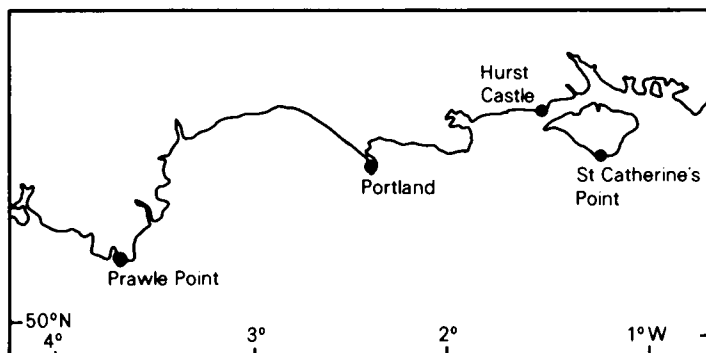 Hurst
Castle
Portland
St Catherine's
Point
Prawle Point
50°N
4°
3°
2°
1°W